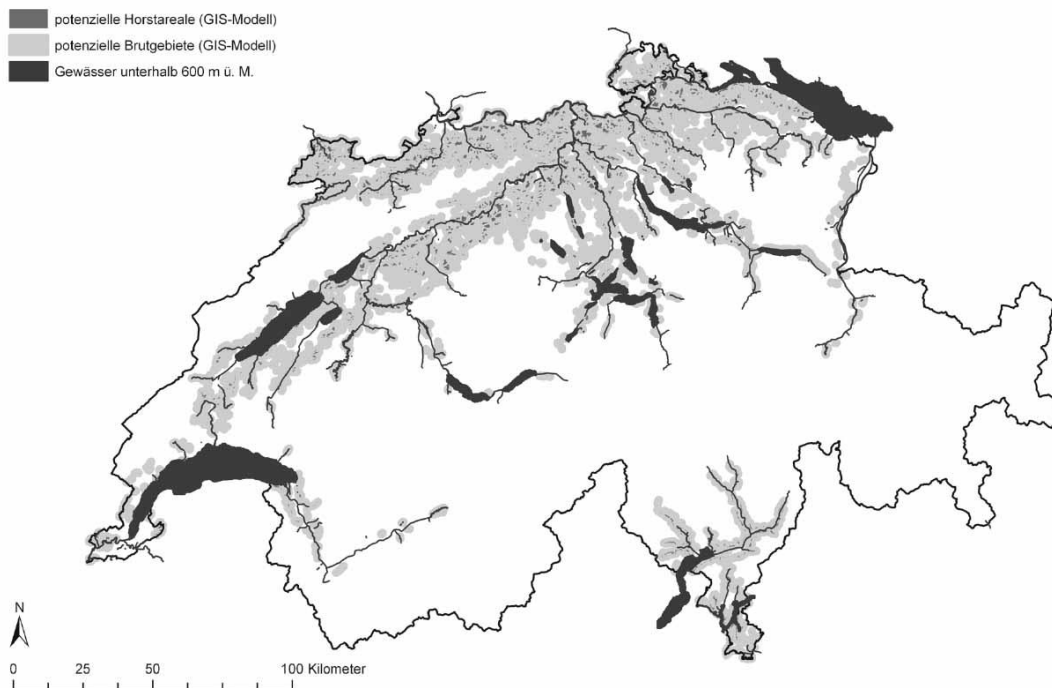 potenzielle Horstareale (GIS-Modell)
potenzielle Brutgebiete (GIS-Modell)
Gewässer unterhalb 600 m ü. M.
N
0 25 50 100 Kilometer